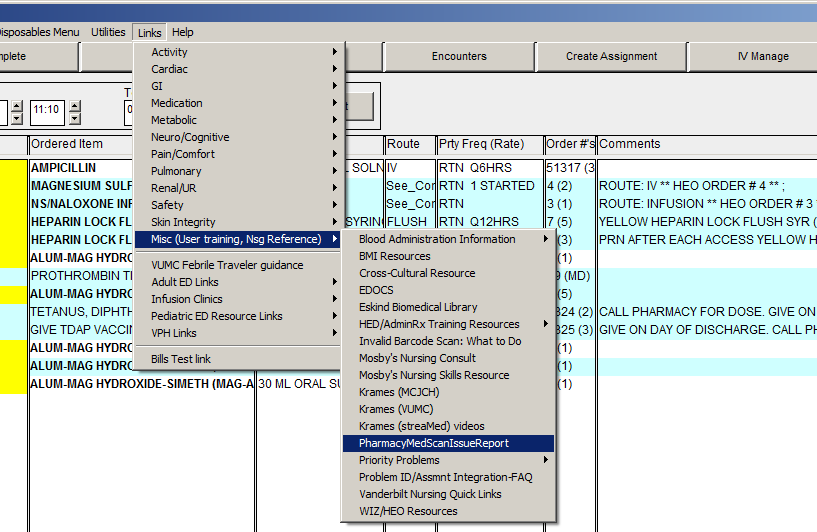 isposables Menu Utilities Links Help
mplete Encounters Create Assignment IV Manage
Activity
Cardiac
GI
Medication
Metabolic
Neuro/Cognitive
Pain/Comfort
Pulmonary
Renal/UR
Safety
Skin Integrity
Misc (User training, Nsg Reference)
VUMC Febrile Traveler guidance
Adult ED Links
Infusion Clinics
Pediatric ED Resource Links
VPH Links
Bills Test link
Blood Administration Information
BMI Resources
Cross-Cultural Resource
EDOCS
Eskind Biomedical Library
HED/AdminRx Training Resources
Invalid Barcode Scan: What to Do
Mosby's Nursing Consult
Mosby's Nursing Skills Resource
Krames (MCJCH)
Krames (VUMC)
Krames (streaMed) videos
PharmacyMedScanIssueReport
Priority Problems
Problem ID/Assmnt Integration-FAQ
Vanderbilt Nursing Quick Links
WIZ/HEO Resources
11:10 T 0 t
Ordered Item Route Prty Freq (Rate) Order #'s Comments
AMPICILLIN SOLN IV RTN Q6HRS 51317 (3
MAGNESIUM SULF See_Cor RTN 1 STARTED 4 (2) ROUTE: IV ** HEO ORDER # 4 ** ;
NS/NALOXONE INF See_Cor RTN 3 (1) ROUTE: INFUSION ** HEO ORDER # 3
HEPARIN LOCK FL SYRING FLUSH RTN Q12HRS 7 (5) YELLOW HEPARIN LOCK FLUSH SYR (
HEPARIN LOCK FL (3) PRN AFTER EACH ACCESS YELLOW H
ALUM-MAG HYDRO (1)
PROTHROMBIN TI 9 (MD)
ALUM-MAG HYDRO (5)
TETANUS, DIPHTH 324 (2) CALL PHARMACY FOR DOSE. GIVE ON
GIVE TDAP VACCIN 325 (3) GIVE ON DAY OF DISCHARGE. CALL PH
ALUM-MAG HYDRO (1)
ALUM-MAG HYDRO (1)
ALUM-MAG HYDROXIDE-SIMETH (MAG-A 30 ML ORAL SU (1)